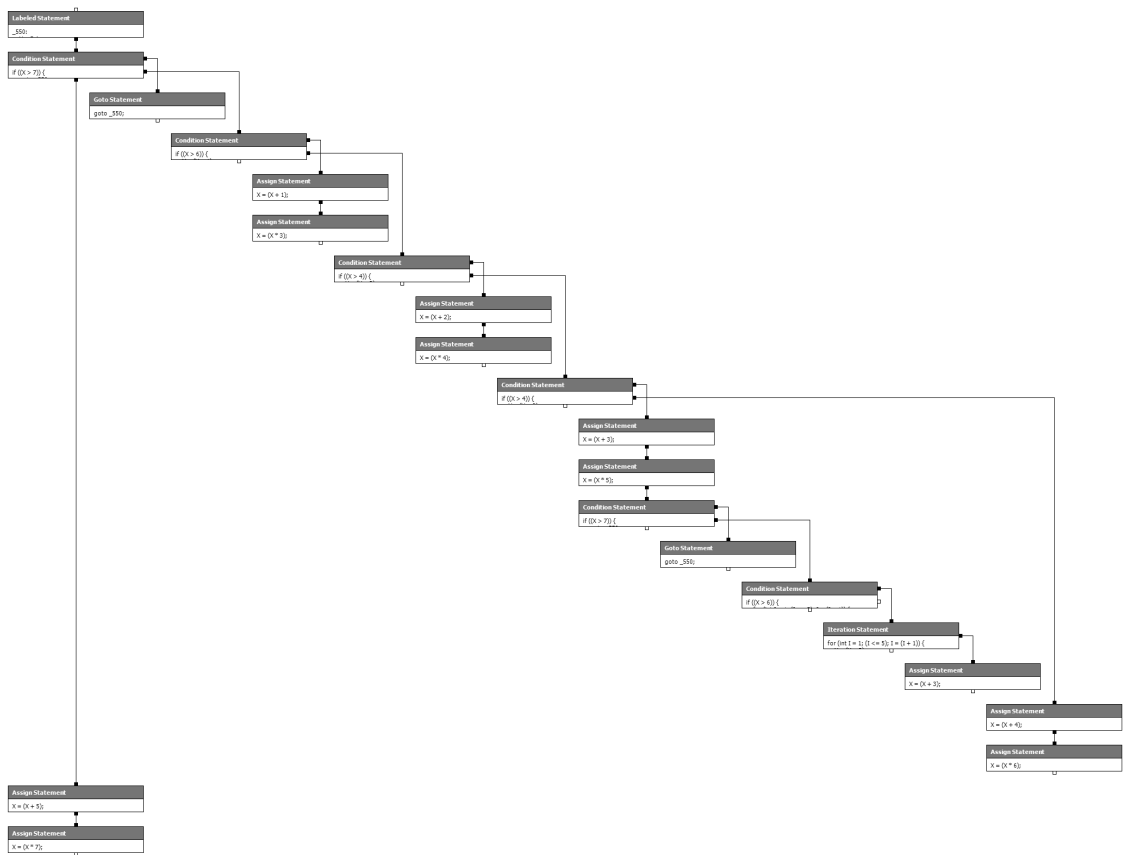 Labeled Statement
_550;
Condition Statement
if ((X > 7)) {
Goto Statement
goto _550;
Condition Statement
if ((X > 6)) {
Assign Statement
X = (X + 1);
Assign Statement
X = (X * 3);
Condition Statement
if ((X > 4)) {
Assign Statement
X = (X + 2);
Assign Statement
X = (X * 4);
Condition Statement
if ((X > 4)) {
Assign Statement
X = (X + 3);
Assign Statement
X = (X * 5);
Condition Statement
if ((X > 7)) {
Goto Statement
goto _550;
Condition Statement
if ((X > 6)) {
Iteration Statement
for (int I = 1; (I <= 5); I = (I + 1)) {
Assign Statement
X = (X + 3);
Assign Statement
X = (X + 4);
Assign Statement
X = (X * 6);
Assign Statement
X = (X + 5);
Assign Statement
X = (X * 7);